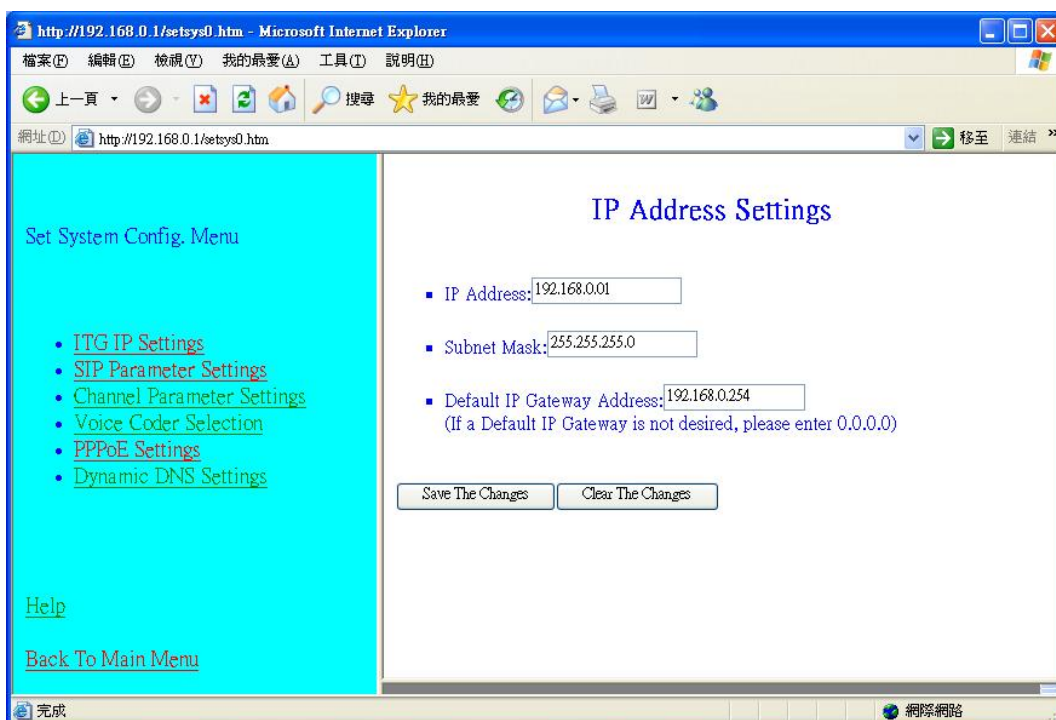 http://192.168.0.1/setsys0.htm - Microsoft Internet Explorer
檔案(F) 編輯(E) 檢視(V) 我的最愛(A) 工具(T) 說明(H)
上一頁 搜尋 我的最愛
網址(D) http://192.168.0.1/setsys0.htm 移至 連結 »
Set System Config. Menu
ITG IP Settings
SIP Parameter Settings
Channel Parameter Settings
Voice Coder Selection
PPPoE Settings
Dynamic DNS Settings
Help
Back To Main Menu
IP Address Settings
IP Address: 192.168.0.01
Subnet Mask: 255.255.255.0
Default IP Gateway Address: 192.168.0.254
(If a Default IP Gateway is not desired, please enter 0.0.0.0)
Save The Changes Clear The Changes
完成 網際網路